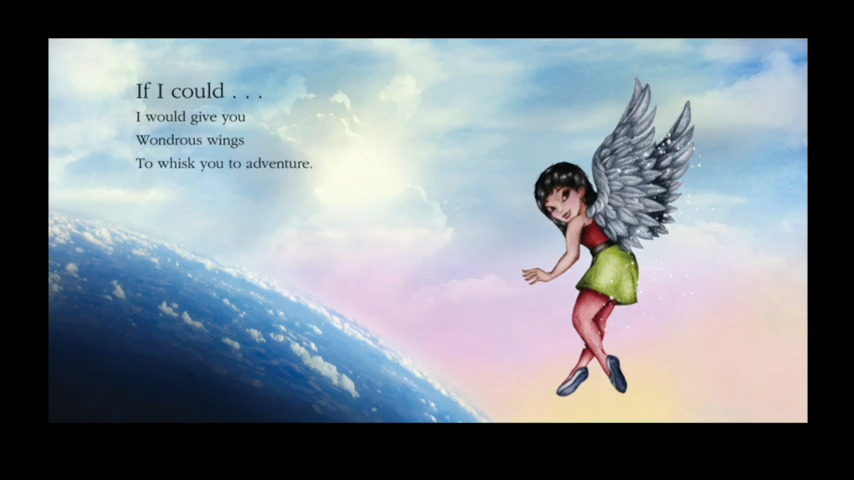 If I could . . .
I would give you
Wondrous wings
To whisk you to adventure.